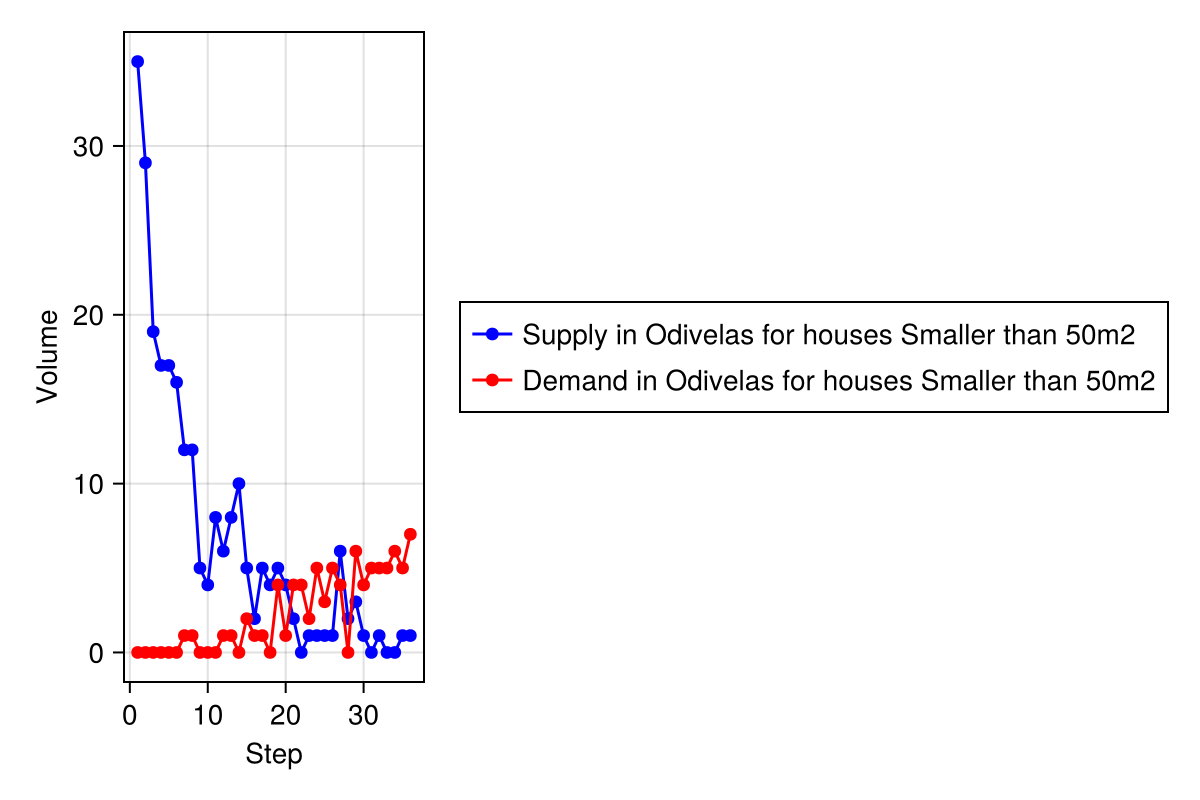 Volume
30
20
10
0
0 10 20 30
Step
Supply in Odivelas for houses Smaller than 50m2
Demand in Odivelas for houses Smaller than 50m2